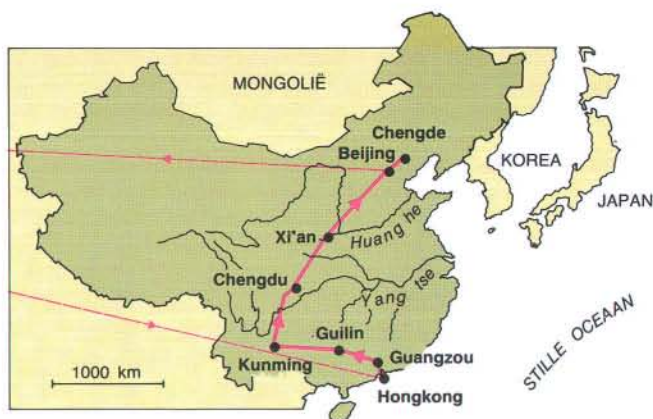 MONGOLIË
Chengde
Beijing
KOREA
JAPAN
Xi'an
Huang he
Chengdu
Yang tse
Guilin
Kunming
Guangzou
Hongkong
1000 km
STILLE OCEAAN